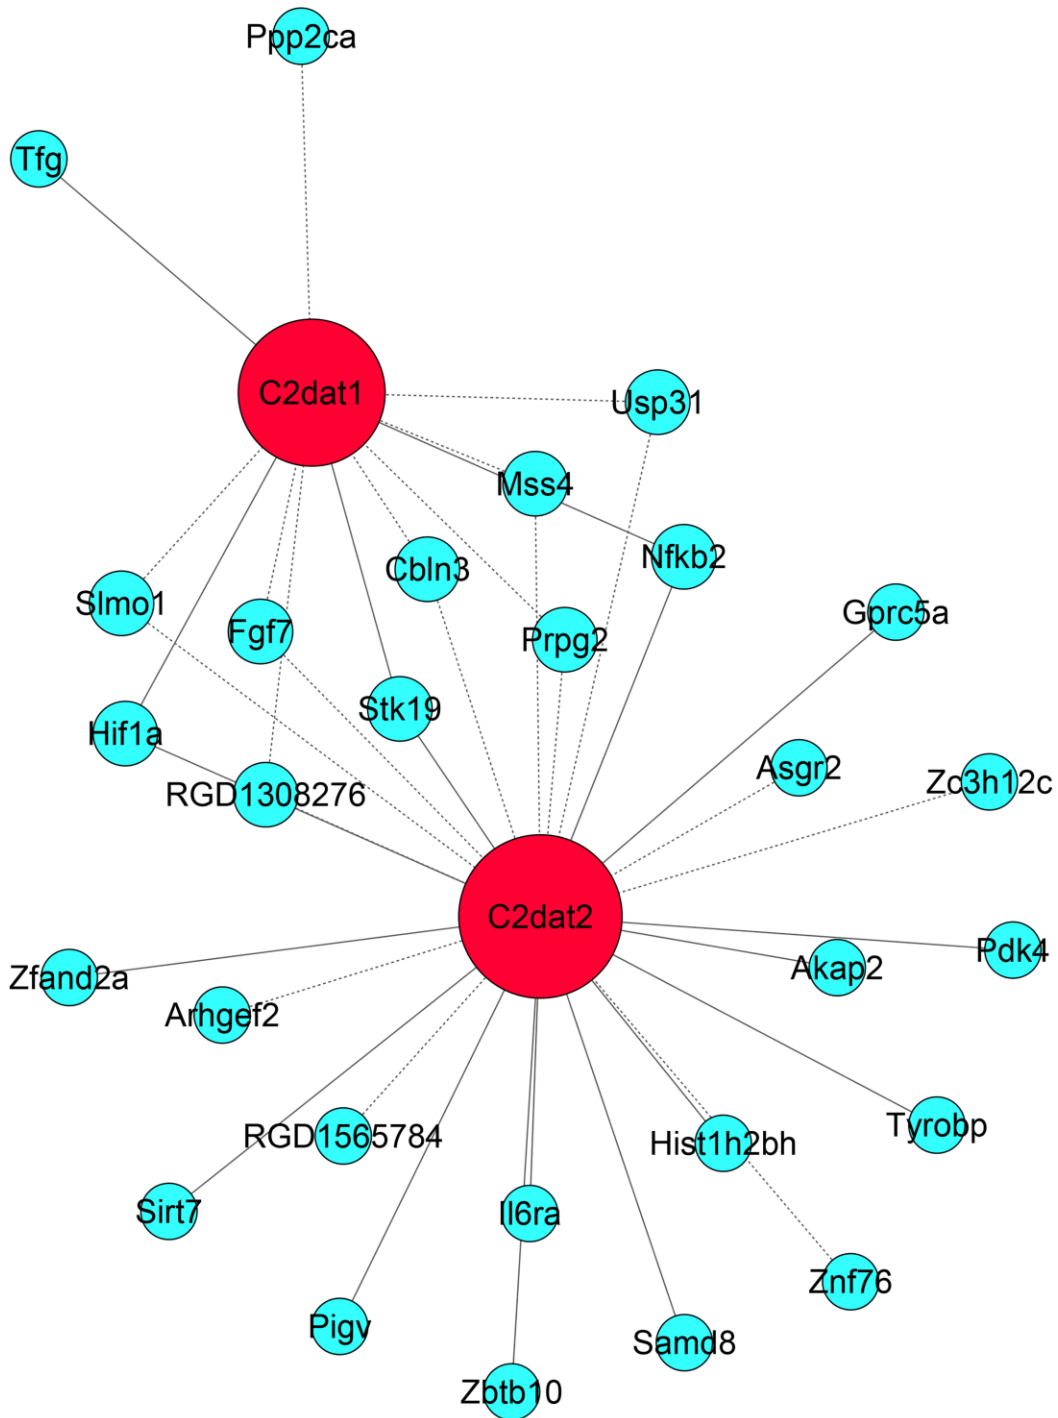 Ppp2ca
Tfg
C2dat1
Usp31
Mss4
Nfkb2
Cbln3
Slmo1
Fgf7
Prpg2
Gprc5a
Stk19
Hif1a
Asgr2
Zc3h12c
RGD1308276
C2dat2
Pdk4
Akap2
Zfand2a
Arhgef2
Tyrobp
RGD1565784
Hist1h2bh
Sirt7
Il6ra
Znf76
Pigv
Samd8
Zbtb10